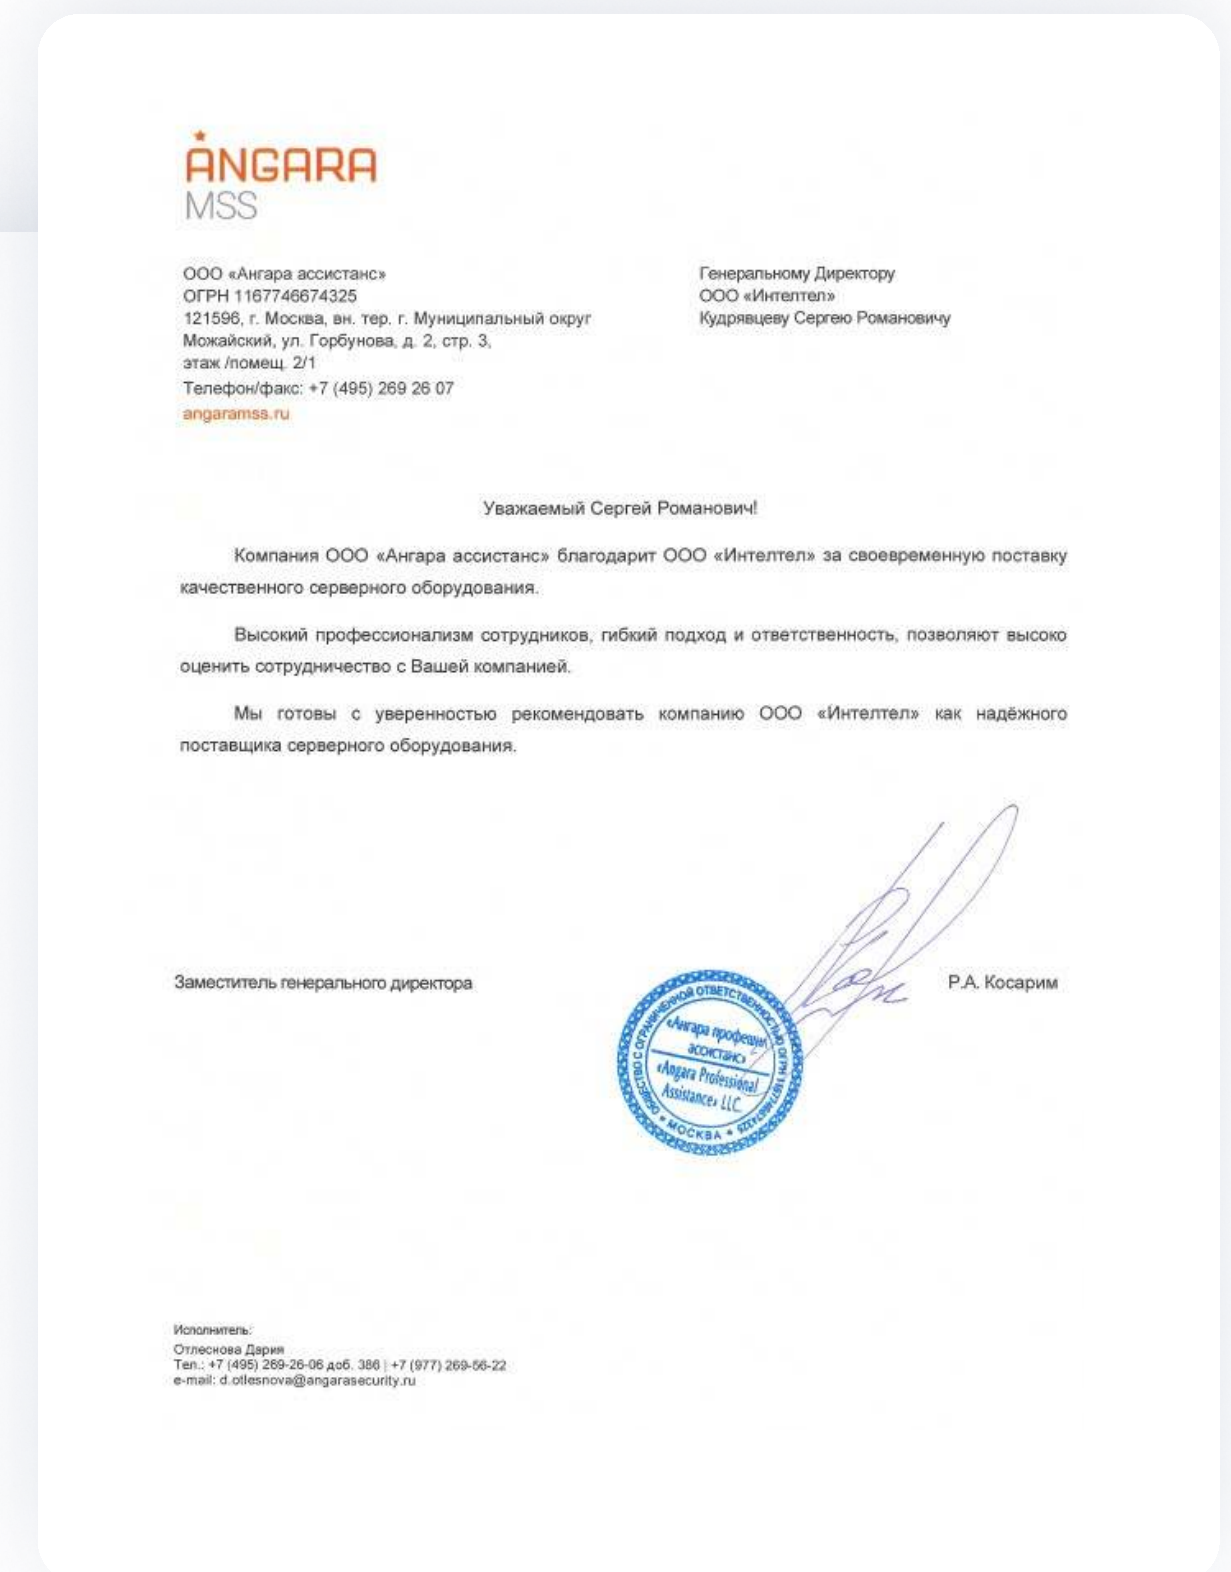 ANGARA
MSS
ООО «Ангара ассистанс»
ОГРН 1167746674325
121596, г. Москва, вн. тер. г. Муниципальный округ
Можайский, ул. Горбунова, д. 2, стр. 3,
этаж /помещ. 2/1
Телефон/факс: +7 (495) 269 26 07
angaramss.ru
Генеральному Директору
ООО «Интелтел»
Кудрявцеву Сергею Романовичу
Уважаемый Сергей Романович!
Компания ООО «Ангара ассистанс» благодарит ООО «Интелтел» за своевременную поставку
качественного серверного оборудования.
Высокий профессионализм сотрудников, гибкий подход и ответственность, позволяют высоко
оценить сотрудничество с Вашей компанией.
Мы готовы с уверенностью рекомендовать компанию ООО «Интелтел» как надёжного
поставщика серверного оборудования.
Заместитель генерального директора
Р.А. Косарим
ОБЩЕСТВО С ОГРАНИЧЕННОЙ ОТВЕТСТВЕННОСТЬЮ ОГРН 1167746674325
МОСКВА
«Ангара
ассистанс»
«Angara Professional
Assistance» LLC
Исполнитель:
Отлеснова Дария
Тел.: +7 (495) 269-26-06 доб. 386 | +7 (977) 269-56-22
e-mail: d.otlesnova@angarasecurity.ru